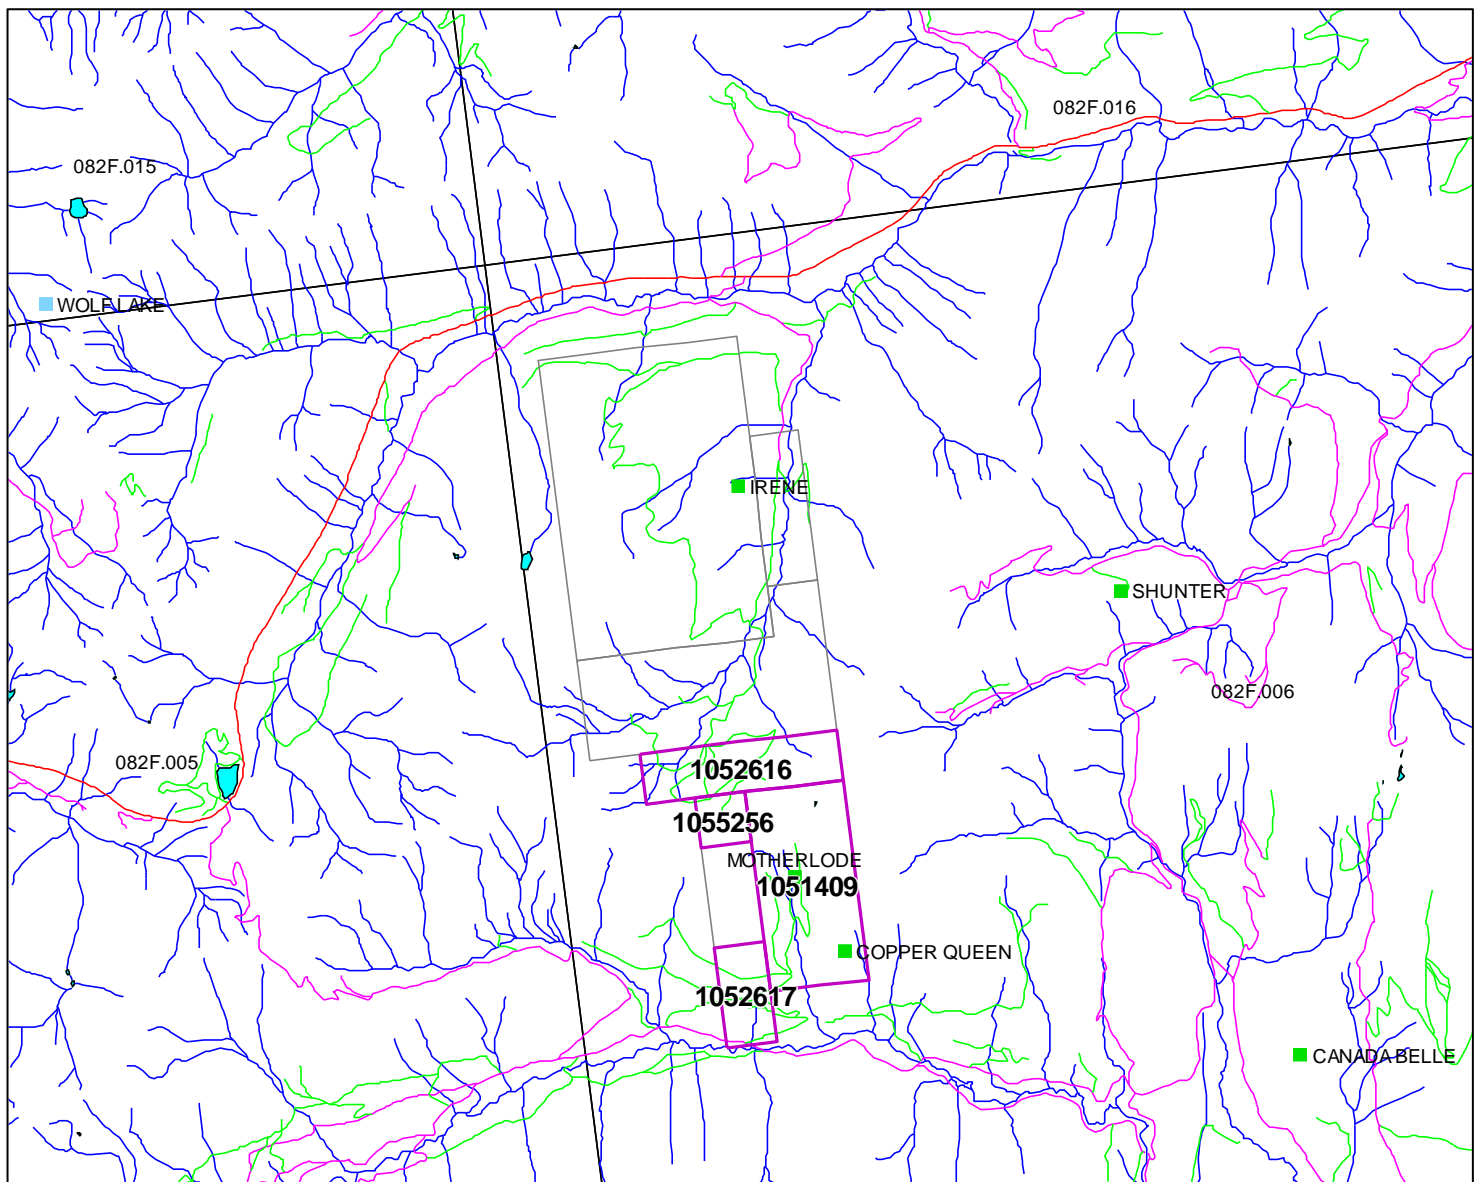 082F.016
082F.015
WOLF LAKE
IRENE
SHUNTER
082F.006
082F.005
1052616
1055256
MOTHERLODE
1051409
COPPER QUEEN
1052617
CANADA BELLE